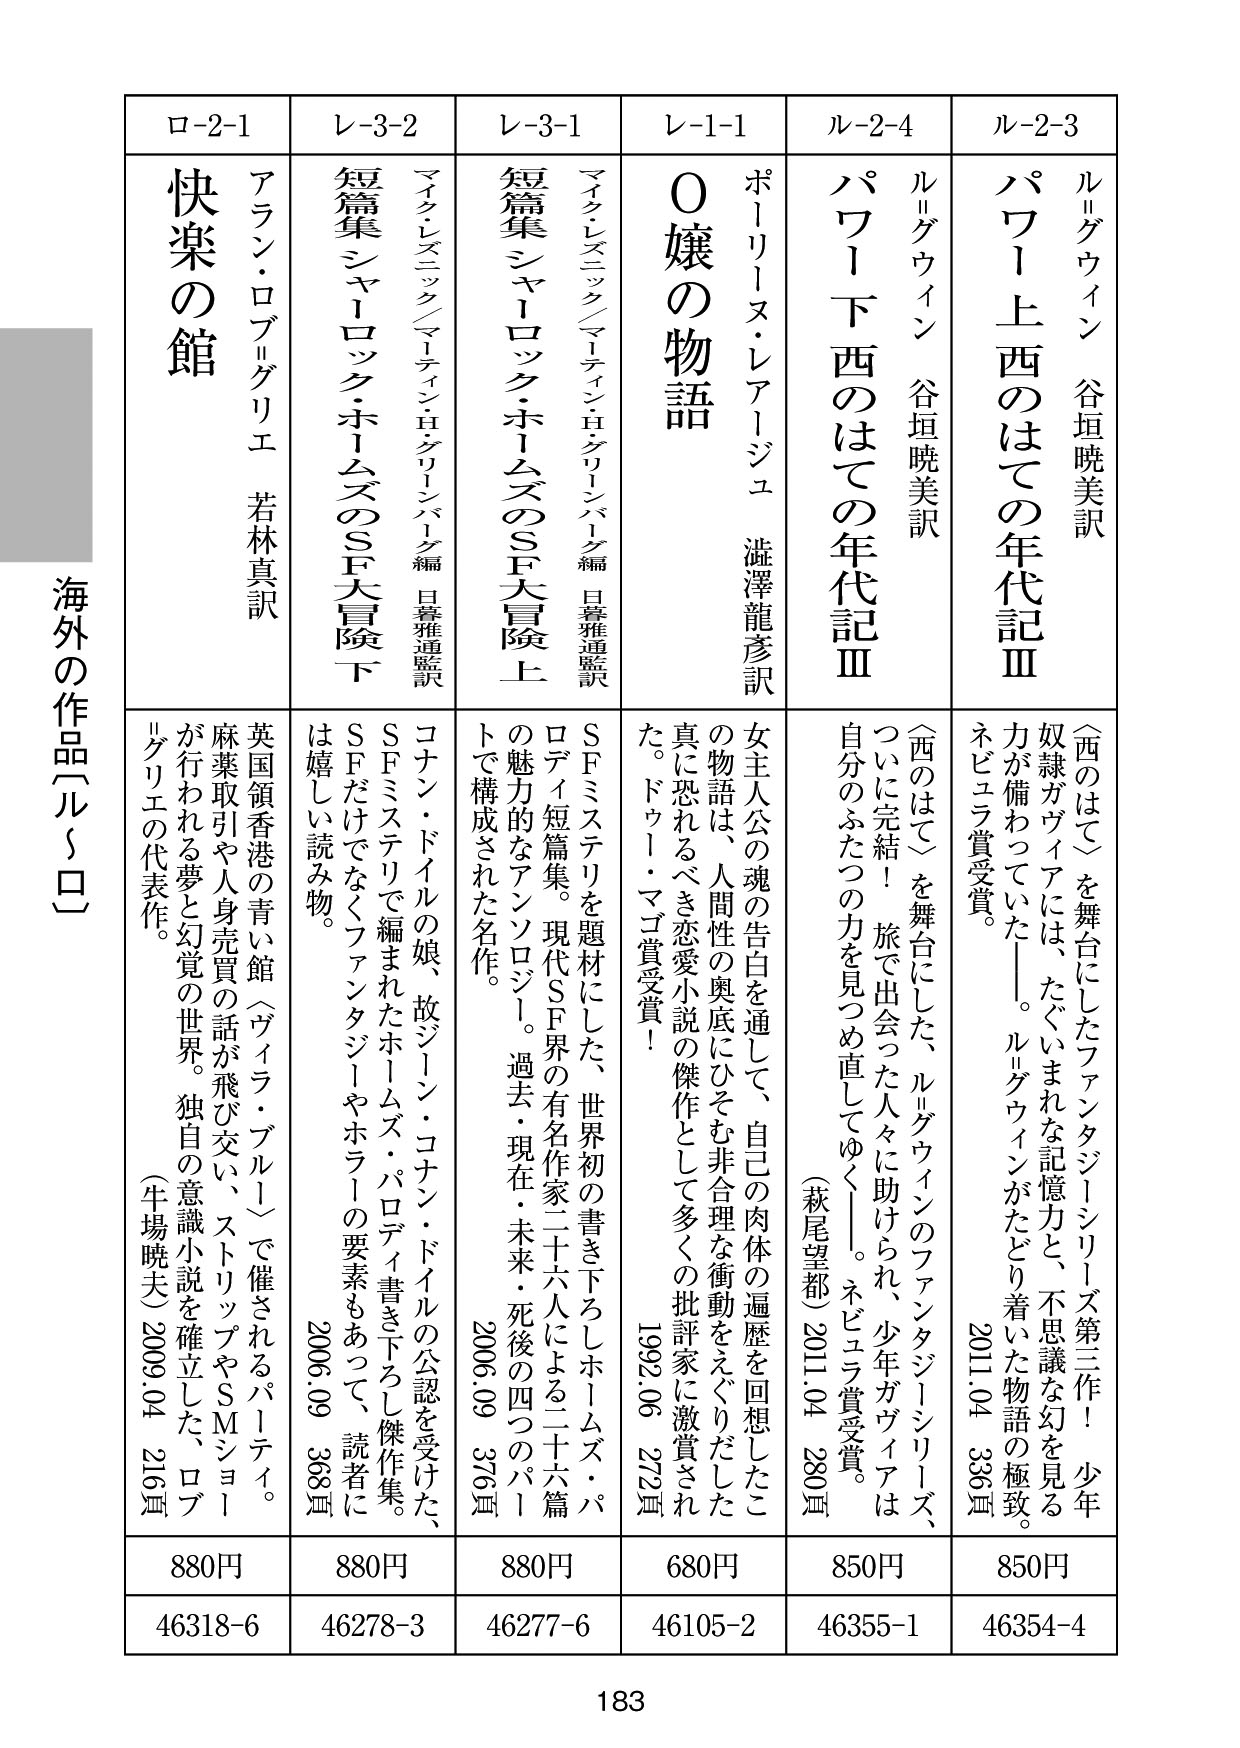 ル-2-3
ル=グウィン　谷垣暁美訳
パワー 上 西のはての年代記Ⅲ
〈西のはて〉を舞台にしたファンタジーシリーズ第三作！　少年
奴隷ガヴィアには、たぐいまれな記憶力と、不思議な幻を見る
力が備わっていた――。ル=グウィンがたどり着いた物語の極致。
ネビュラ賞受賞。
2011.04　336頁
850円
46354-4
ル-2-4
ル=グウィン　谷垣暁美訳
パワー 下 西のはての年代記Ⅲ
〈西のはて〉を舞台にした、ル=グウィンのファンタジーシリーズ、
ついに完結！　旅で出会った人々に助けられ、少年ガヴィアは
自分のふたつの力を見つめ直してゆく――。ネビュラ賞受賞。
（萩尾望都）2011.04　280頁
850円
46355-1
レ-1-1
ポーリーヌ・レアージュ　澁澤龍彥訳
Ｏ嬢の物語
女主人公の魂の告白を通して、自己の肉体の遍歴を回想したこ
の物語は、人間性の奥底にひそむ非合理な衝動をえぐりだした
真に恐れるべき恋愛小説の傑作として多くの批評家に激賞され
た。ドゥー・マゴ賞受賞！
1992.06　272頁
680円
46105-2
レ-3-1
マイク・レズニック／マーティン・H・グリーンバーグ編　日暮雅通監訳
短篇集 シャーロック・ホームズのＳＦ大冒険 上
ＳＦミステリを題材にした、世界初の書き下ろしホームズ・パ
ロディ短篇集。現代ＳＦ界の有名作家二十六人による二十六篇
の魅力的なアンソロジー。過去・現在・未来・死後の四つのパー
トで構成された名作。
2006.09　376頁
880円
46277-6
レ-3-2
マイク・レズニック／マーティン・H・グリーンバーグ編　日暮雅通監訳
短篇集 シャーロック・ホームズのＳＦ大冒険 下
コナン・ドイルの娘、故ジーン・コナン・ドイルの公認を受けた、
ＳＦミステリで編まれたホームズ・パロディ書き下ろし傑作集。
ＳＦだけでなくファンタジーやホラーの要素もあって、読者に
は嬉しい読み物。
2006.09　368頁
880円
46278-3
ロ-2-1
アラン・ロブ=グリエ　若林真訳
快楽の館
英国領香港の青い館〈ヴィラ・ブルー〉で催されるパーティ。
麻薬取引や人身売買の話が飛び交い、ストリップやＳＭショー
が行われる夢と幻覚の世界。独自の意識小説を確立した、ロブ
=グリエの代表作。
（牛場暁夫）2009.04　216頁
880円
46318-6
海外の作品〔ル～ロ〕
183